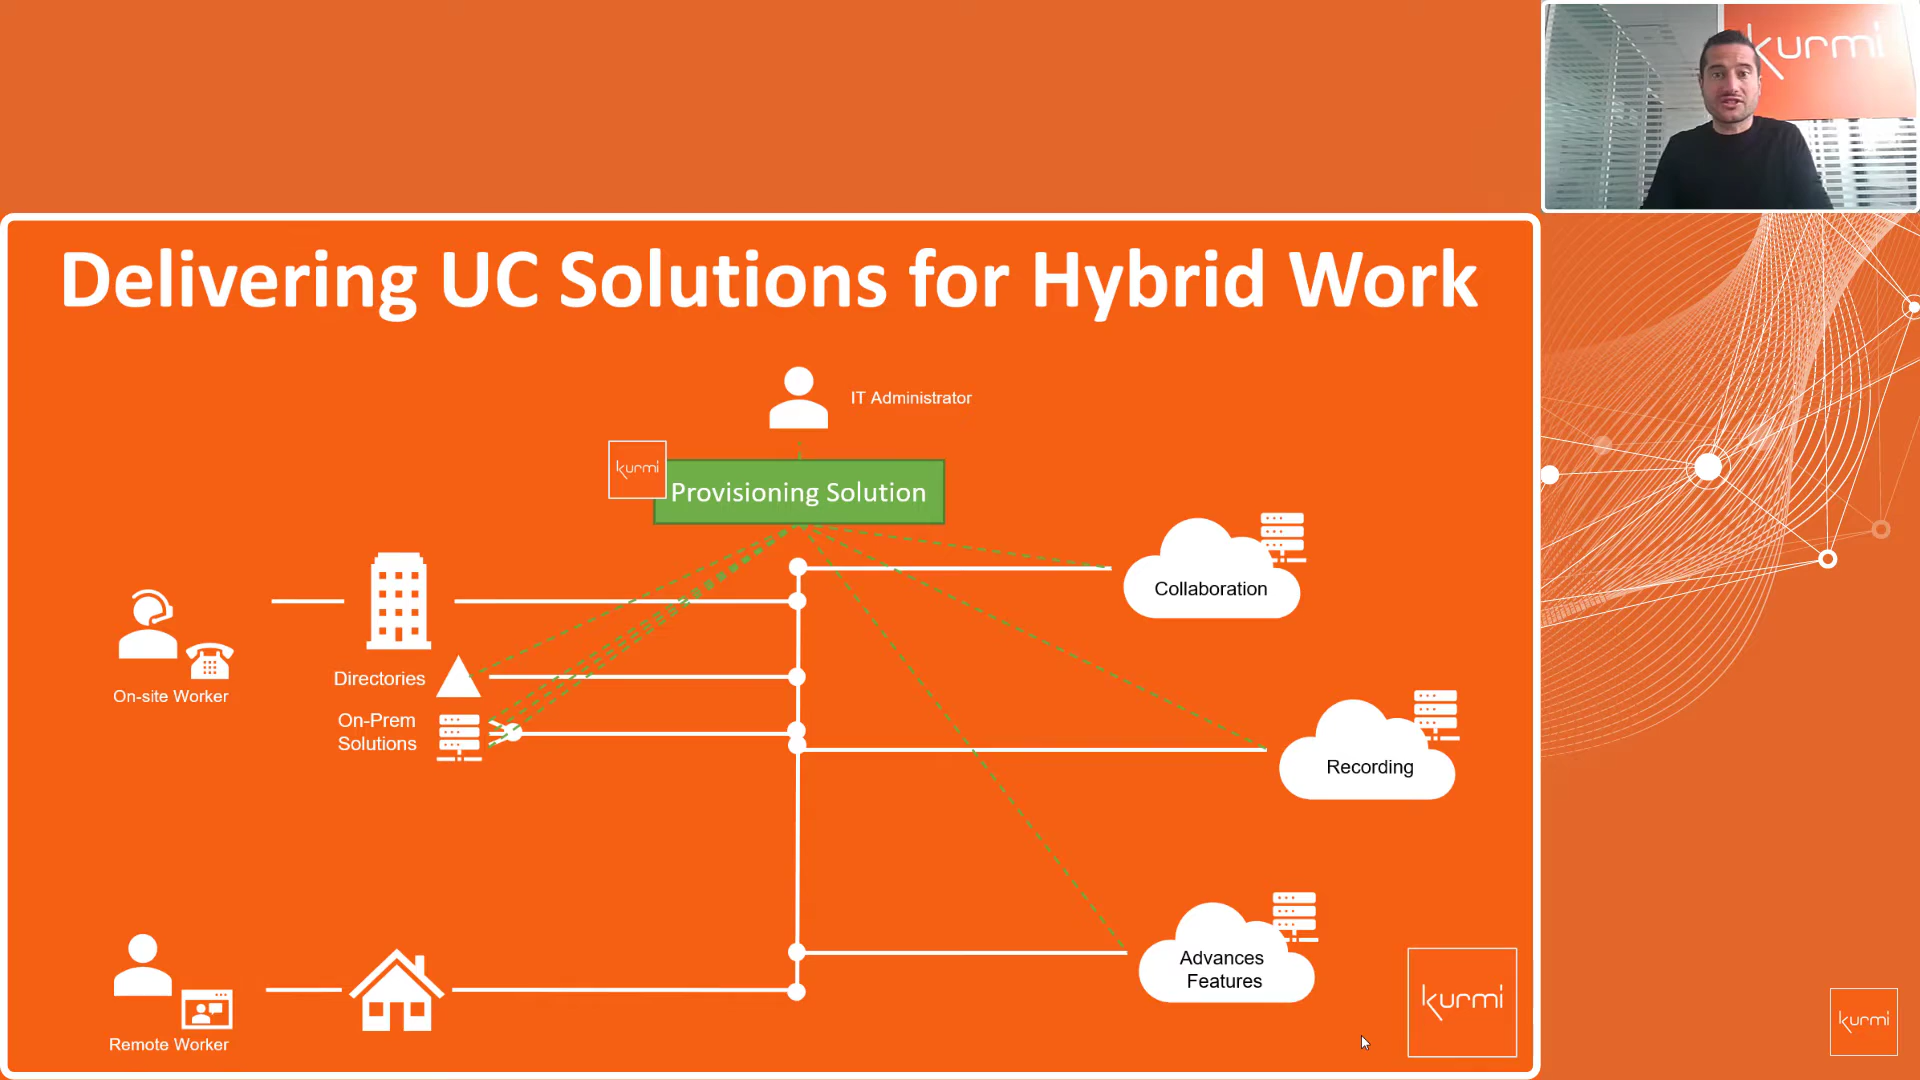 kurmi
Delivering UC Solutions for Hybrid Work
IT Administrator
kurmi
Provisioning Solution
Collaboration
On-site Worker
Directories
On-Prem
Solutions
Recording
Advances
Features
Remote Worker
kurmi
kurmi